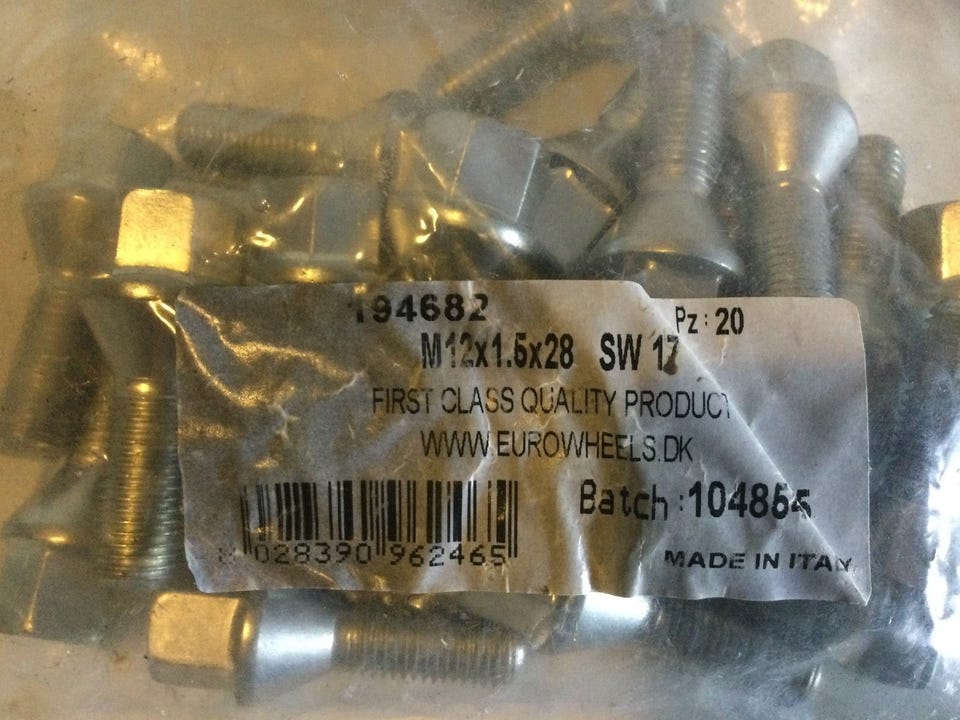 194682
Pz : 20
M12x1.5x28 SW 17
FIRST CLASS QUALITY PRODUCT
WWW.EUROWHEELS.DK
Batch :
028390 962465
MADE IN ITALY